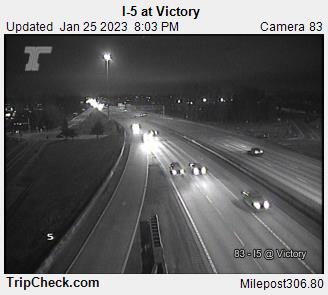 I-5 at Victory
Updated  Jan 25 2023  8:03 PM
Camera 83
T
S
83 - I5 @ Victory
TripCheck.com
Milepost306.80